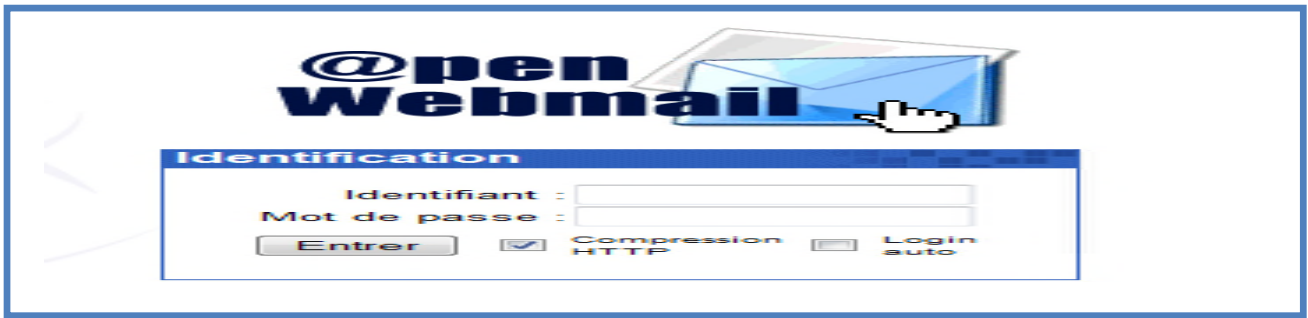 @pen
Webmail
Identification
Identifiant :
Mot de passe :
Entrer
Compression
HTTP
Login
auto